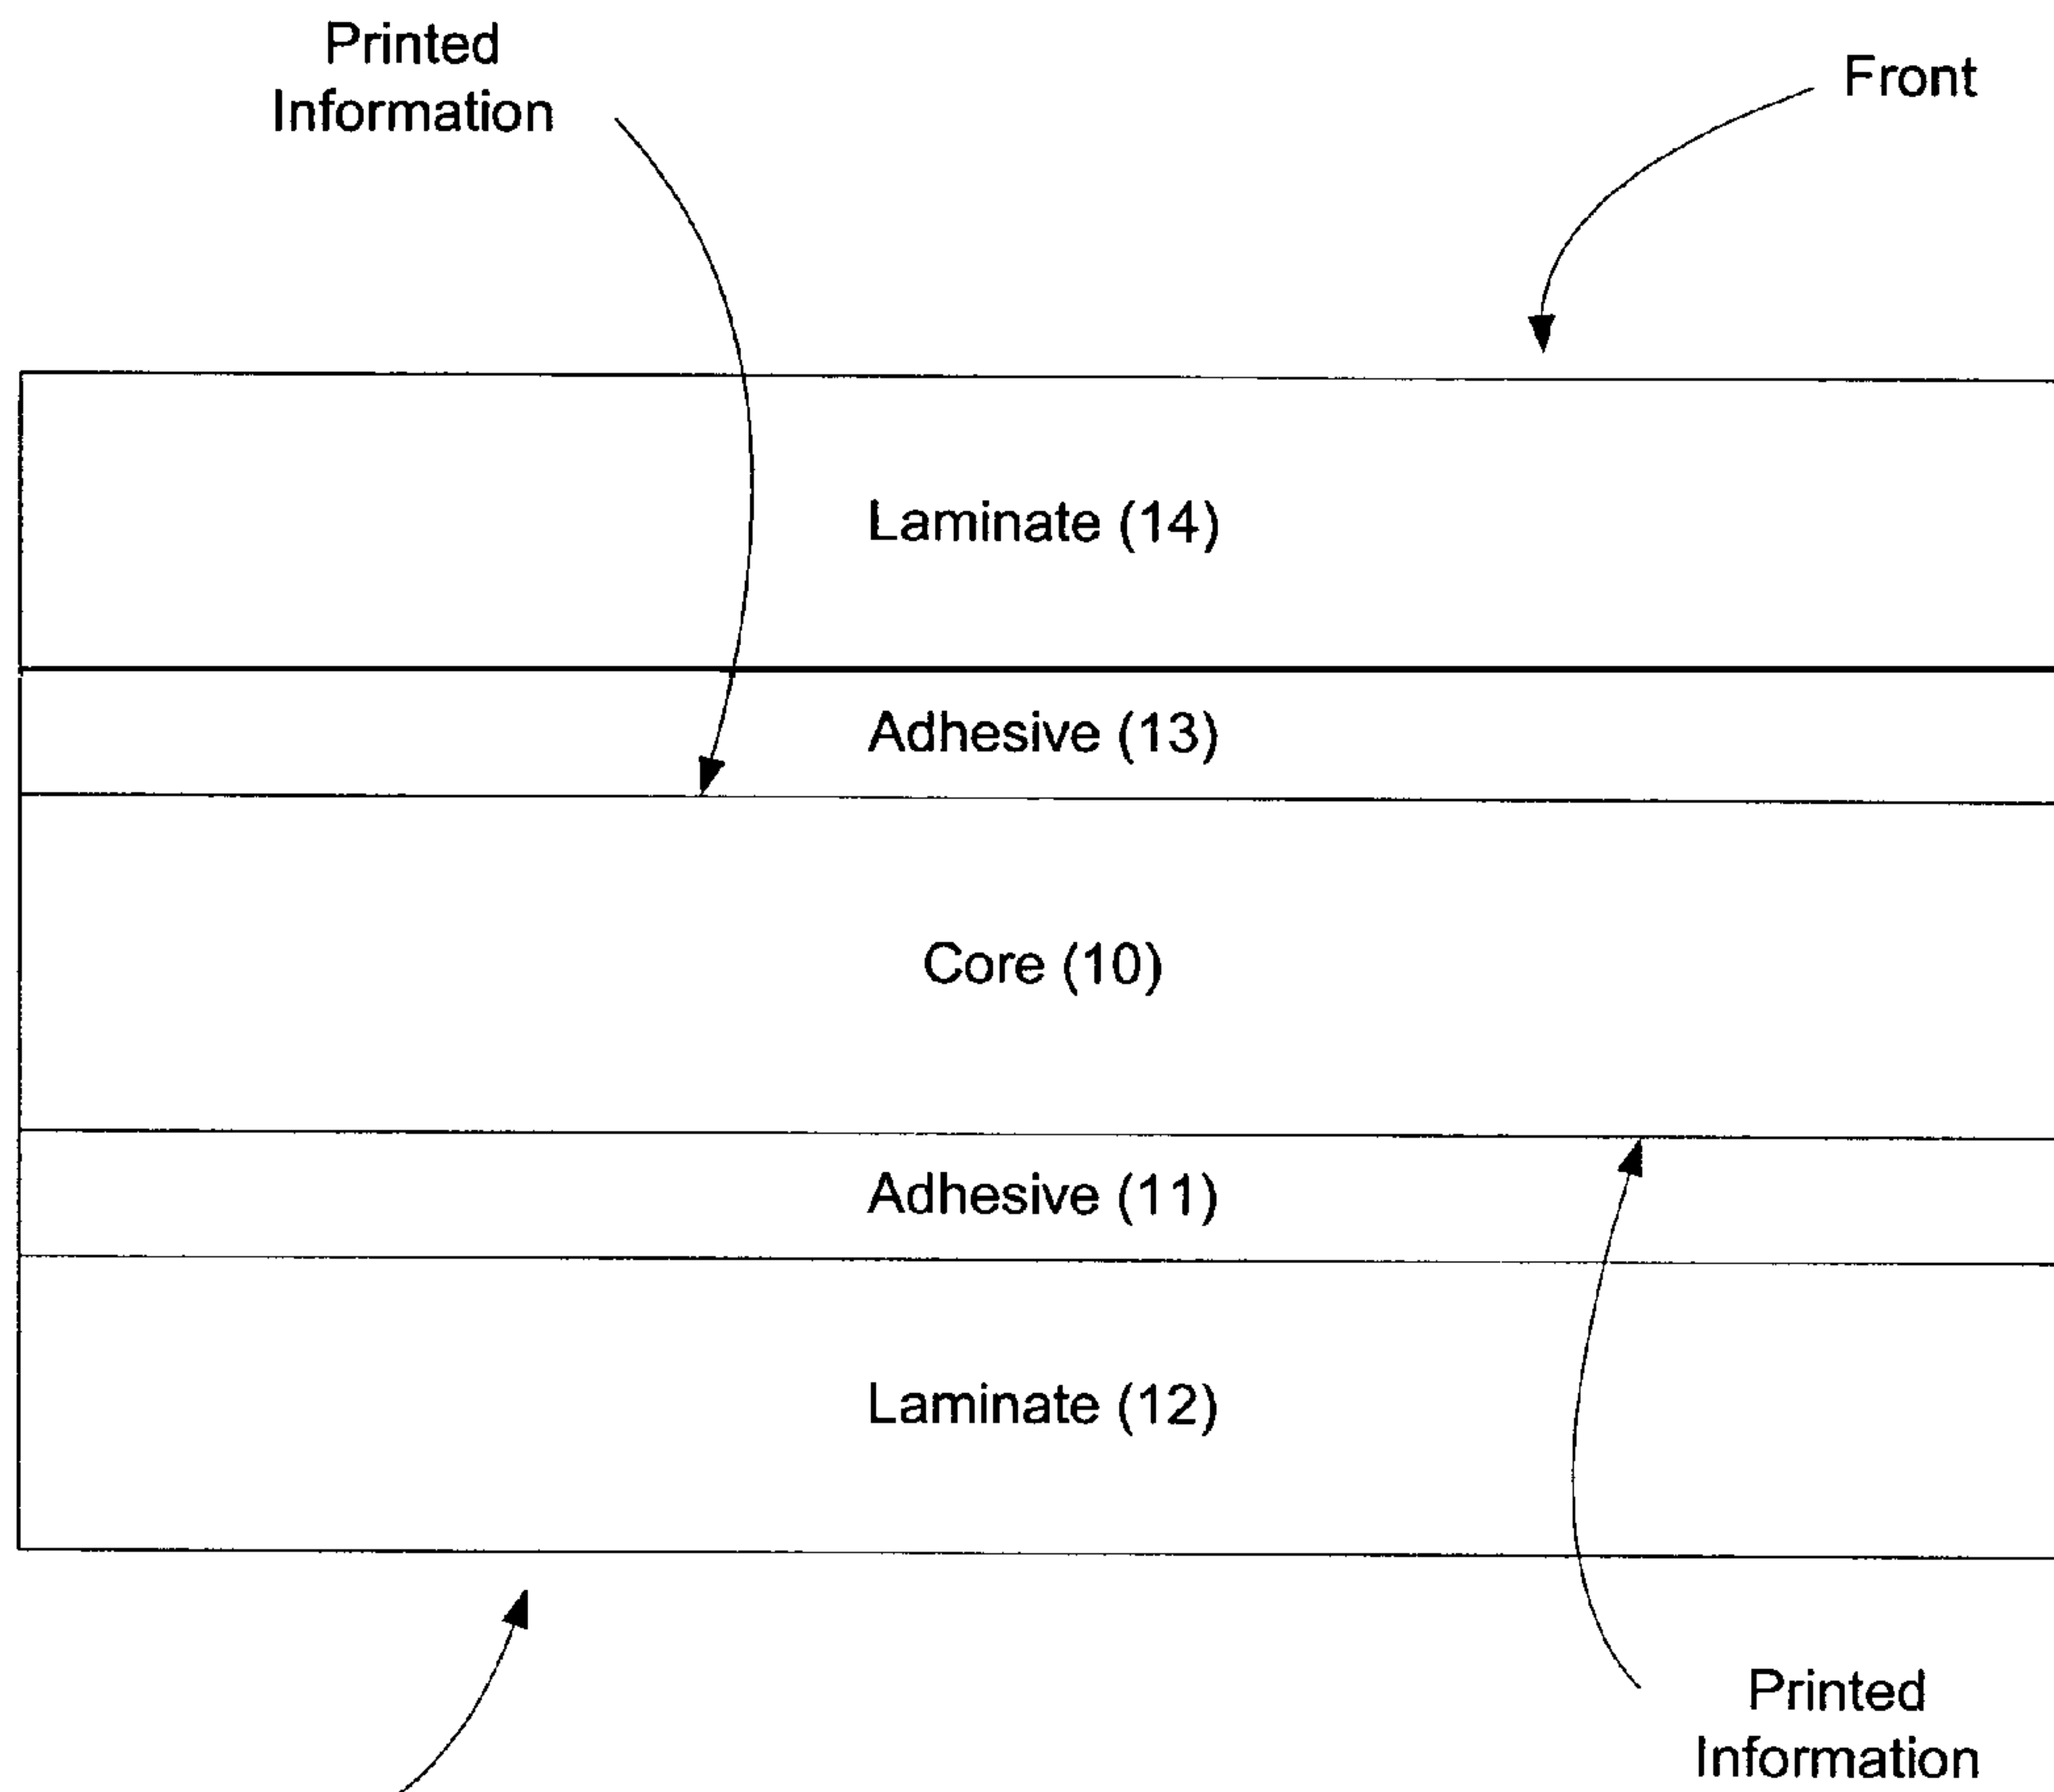 Printed
Information
Front
Laminate (14)
Adhesive (13)
Core (10)
Adhesive (11)
Laminate (12)
Printed
Information